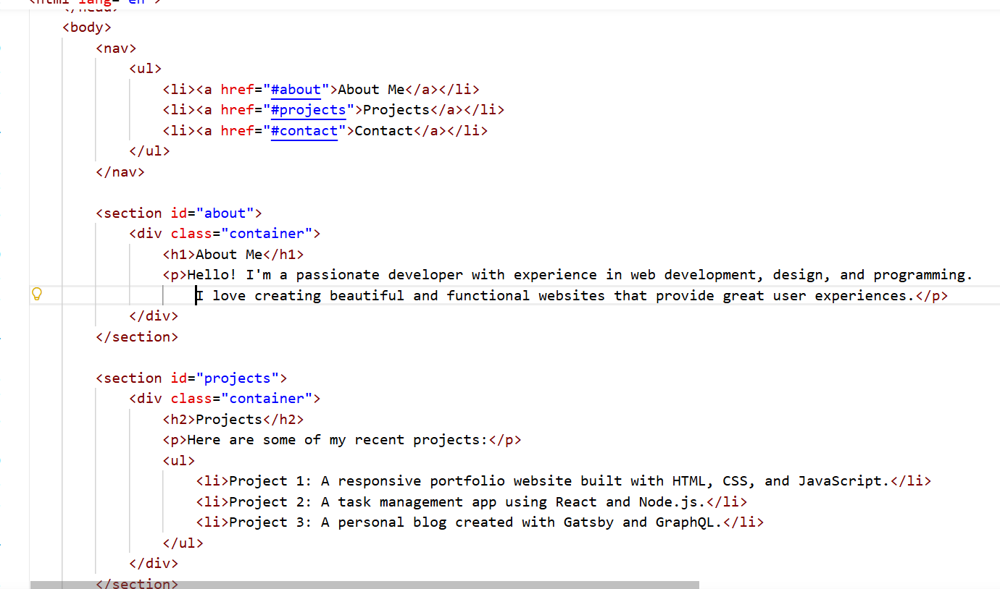 <html lang="en">
</head>
<body>
<nav>
<ul>
<li><a href="#about">About Me</a></li>
<li><a href="#projects">Projects</a></li>
<li><a href="#contact">Contact</a></li>
</ul>
</nav>
<section id="about">
<div class="container">
<h1>About Me</h1>
<p>Hello! I'm a passionate developer with experience in web development, design, and programming.
I love creating beautiful and functional websites that provide great user experiences.</p>
</div>
</section>
<section id="projects">
<div class="container">
<h2>Projects</h2>
<p>Here are some of my recent projects:</p>
<ul>
<li>Project 1: A responsive portfolio website built with HTML, CSS, and JavaScript.</li>
<li>Project 2: A task management app using React and Node.js.</li>
<li>Project 3: A personal blog created with Gatsby and GraphQL.</li>
</ul>
</div>
</section>